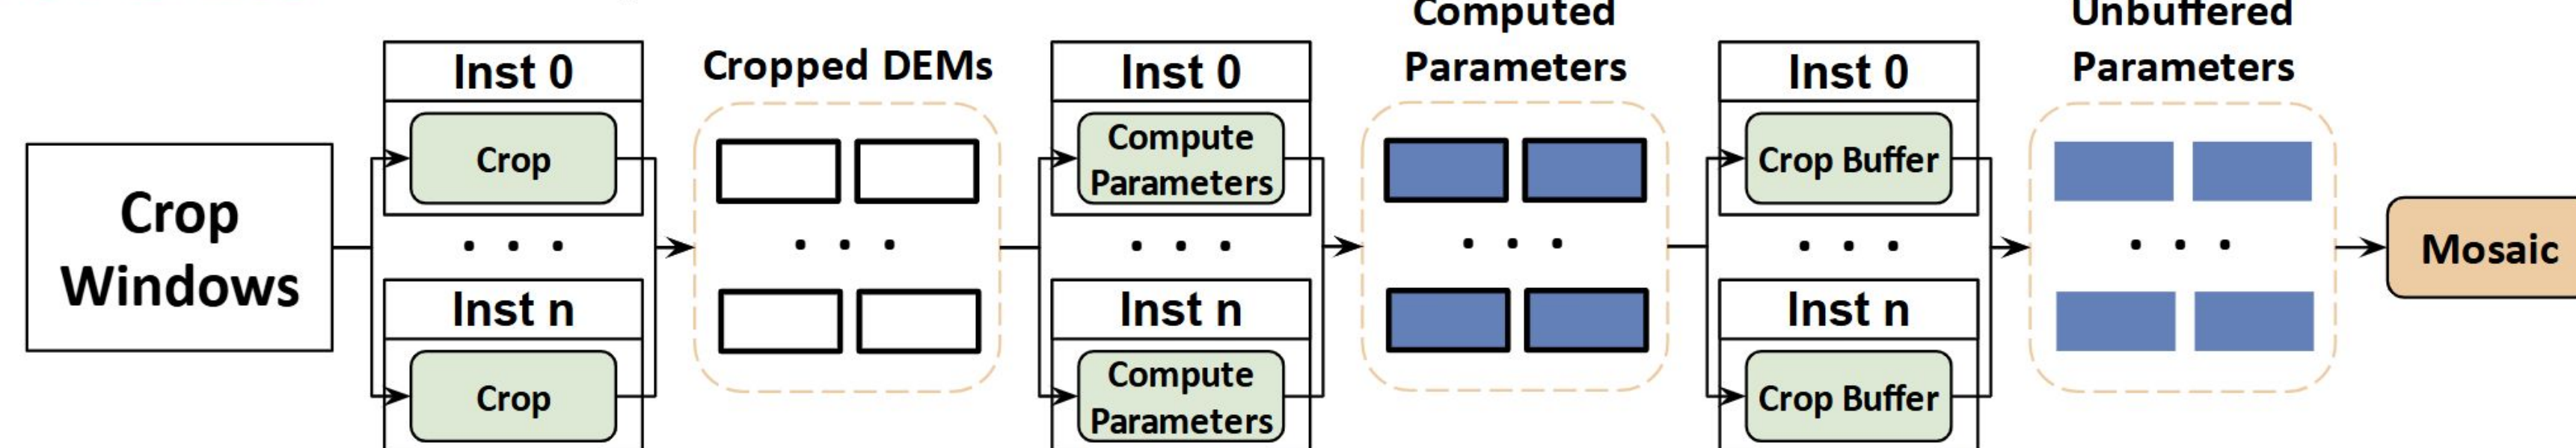 Crop
Windows
Inst 0
Crop
. . .
Inst n
Crop
Cropped DEMs
. . .
Inst 0
Compute
Parameters
. . .
Inst n
Compute
Parameters
Computed
Parameters
. . .
Inst 0
Crop Buffer
. . .
Inst n
Crop Buffer
Unbuffered
Parameters
. . .
Mosaic